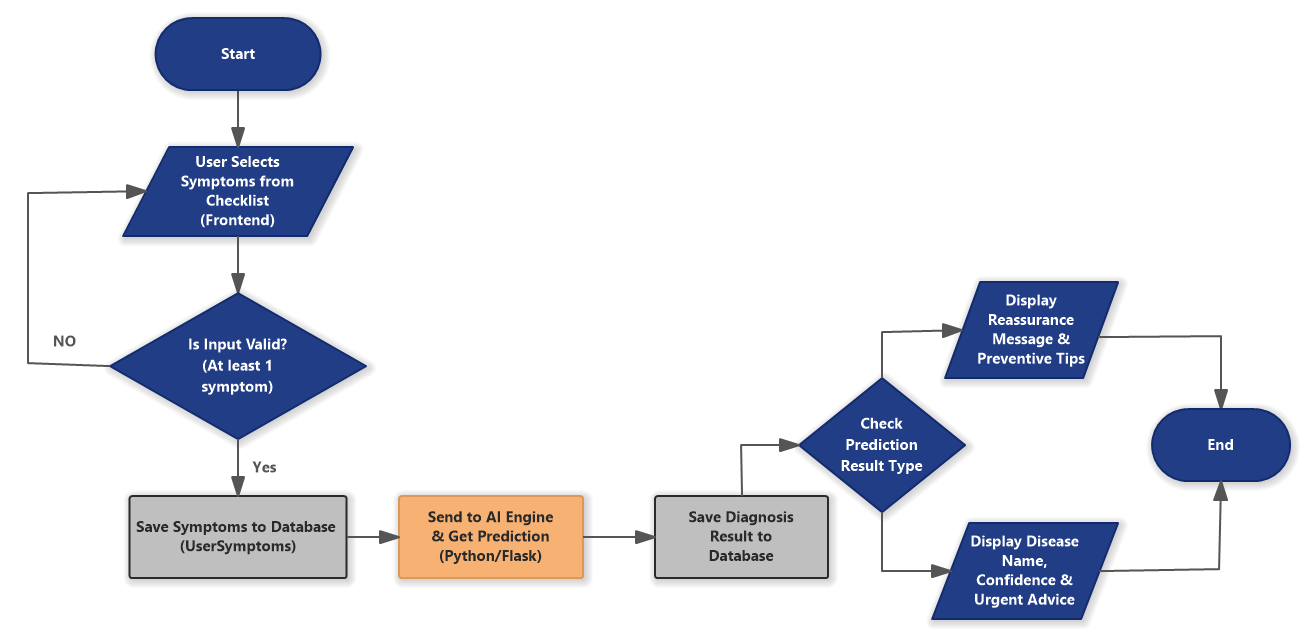 Start
User Selects
Symptoms from
Checklist
(Frontend)
NO
Is Input Valid?
(At least 1
symptom)
Yes
Save Symptoms to Database
(UserSymptoms)
Send to AI Engine
& Get Prediction
(Python/Flask)
Save Diagnosis
Result to
Database
Check
Prediction
Result Type
Display
Reassurance
Message &
Preventive Tips
Display Disease
Name,
Confidence &
Urgent Advice
End